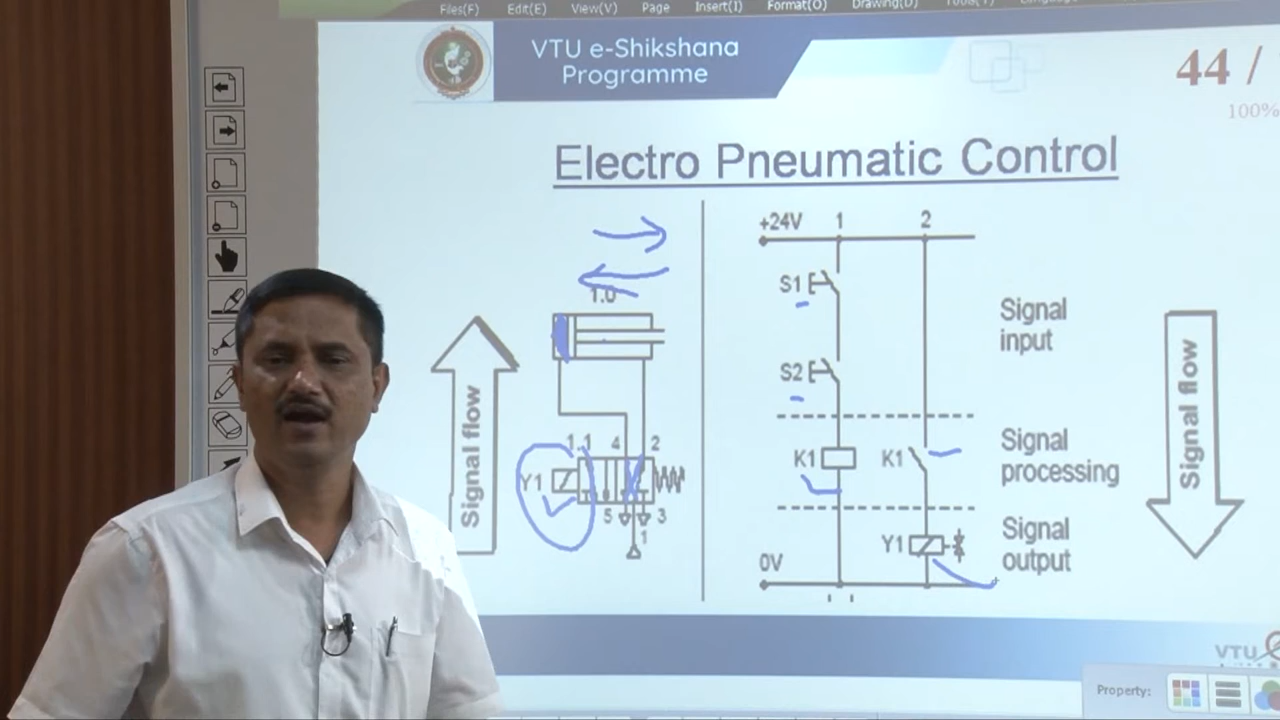 Files(F) Edit(E) View(V) Page Insert(I) Format(O) Drawing(D) Tools(T) Language
VTU e-Shikshana
Programme
44 /
100%
Electro Pneumatic Control
+24V 1 2
S1
1.0
Signal
input
S2
Signal flow
Signal flow
1.1 4 2
Y1
K1 K1
Signal
processing
5 3
1
Y1
Signal
output
0V
VTU
Property: